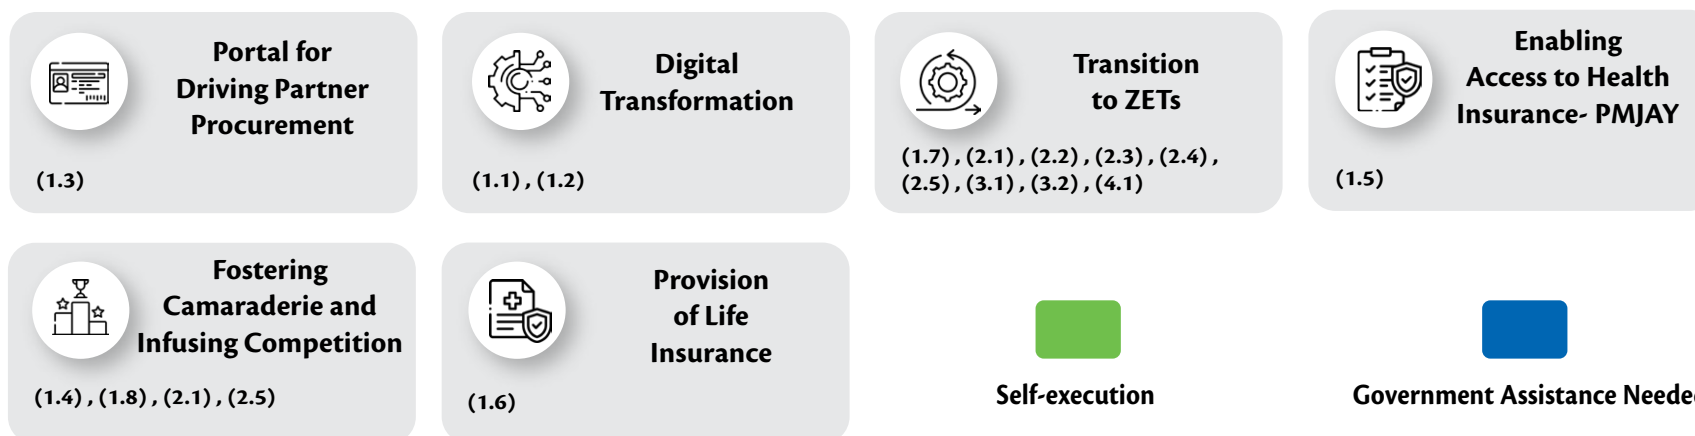 Portal for
Driving Partner
Procurement
(1.3)
Digital
Transformation
(1.1) , (1.2)
Transition
to ZETs
(1.7) , (2.1) , (2.2) , (2.3) , (2.4) ,
(2.5) , (3.1) , (3.2) , (4.1)
Enabling
Access to Health
Insurance- PMJAY
(1.5)
Fostering
Camaraderie and
Infusing Competition
(1.4) , (1.8) , (2.1) , (2.5)
Provision
of Life
Insurance
(1.6)
Self-execution
Government Assistance Neede